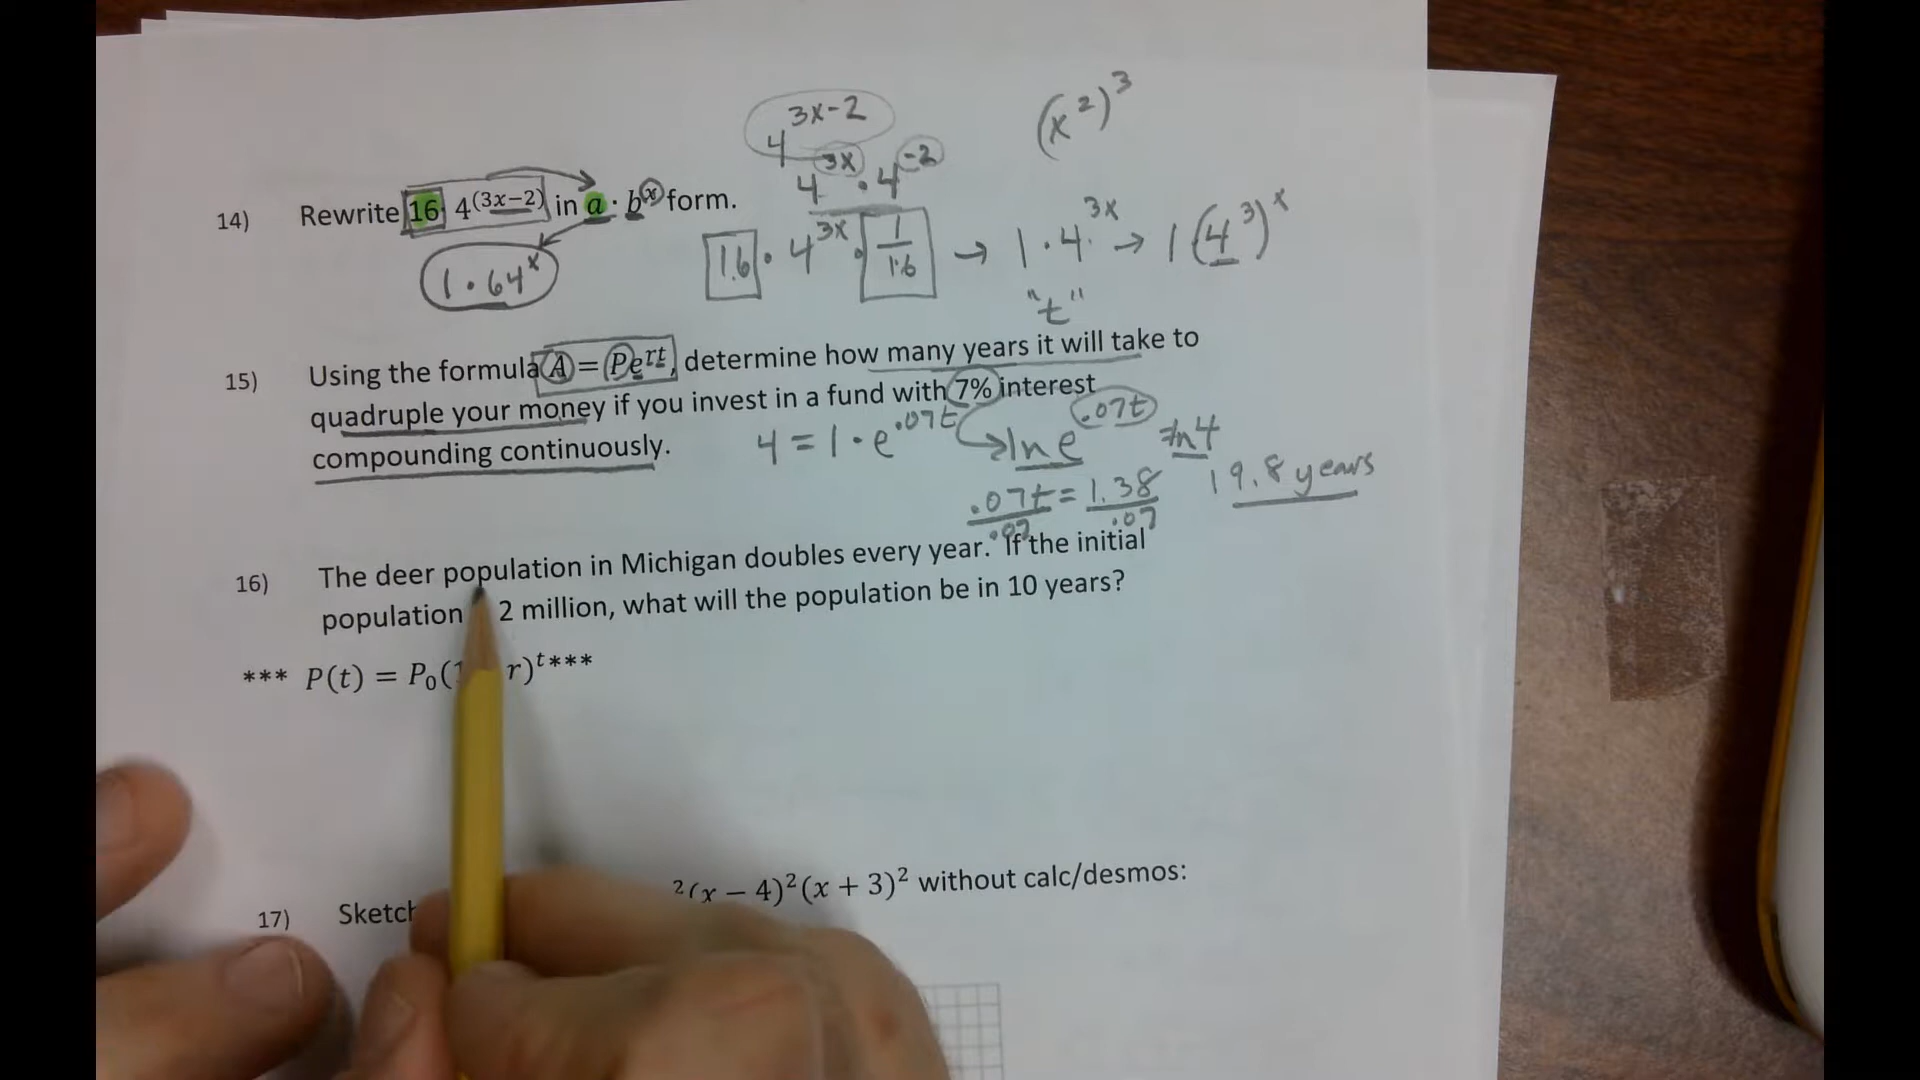 4^(3x-2)
(x²)³
4^(3x) · 4^(-2)
14) Rewrite 16 · 4^(3x−2) in a · b^x form.
1 · 64^x
16 · 4^(3x) · 1/16 → 1 · 4^(3x) → 1(4³)^x
"t"
15) Using the formula A = Pe^(rt), determine how many years it will take to
quadruple your money if you invest in a fund with 7% interest
compounding continuously.
4 = 1 · e^(.07t)
ln e^(.07t) = ln 4
.07t = 1.38
.07 .07
19.8 years
16) The deer population in Michigan doubles every year. If the initial
population 2 million, what will the population be in 10 years?
*** P(t) = P₀( r)^t***
17) Sketch ²(x − 4)²(x + 3)² without calc/desmos: